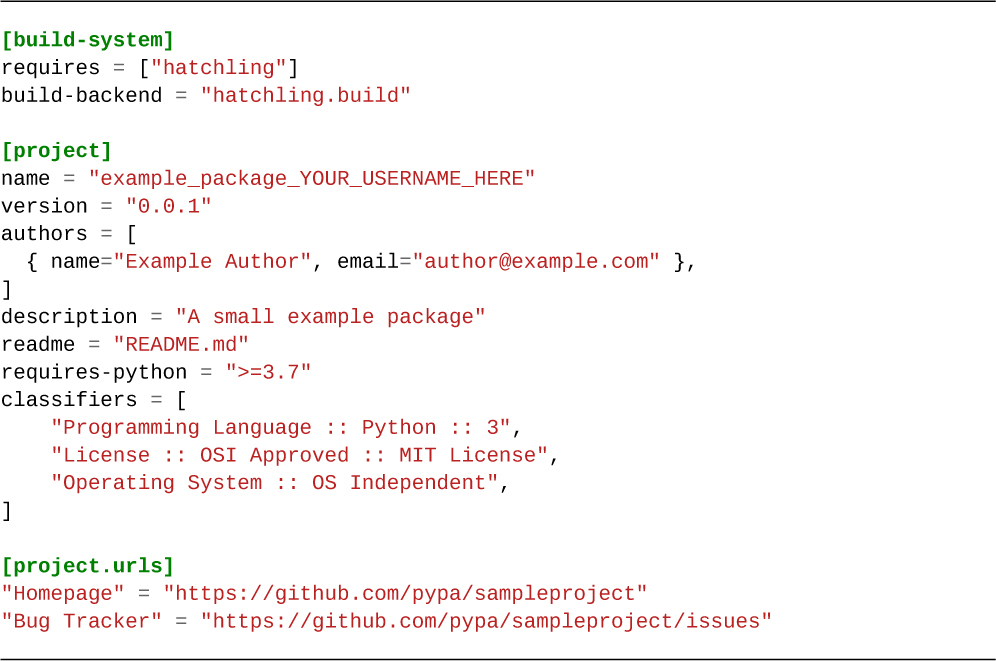 [build-system]
requires = ["hatchling"]
build-backend = "hatchling.build"

[project]
name = "example_package_YOUR_USERNAME_HERE"
version = "0.0.1"
authors = [
  { name="Example Author", email="author@example.com" },
]
description = "A small example package"
readme = "README.md"
requires-python = ">=3.7"
classifiers = [
    "Programming Language :: Python :: 3",
    "License :: OSI Approved :: MIT License",
    "Operating System :: OS Independent",
]

[project.urls]
"Homepage" = "https://github.com/pypa/sampleproject"
"Bug Tracker" = "https://github.com/pypa/sampleproject/issues"